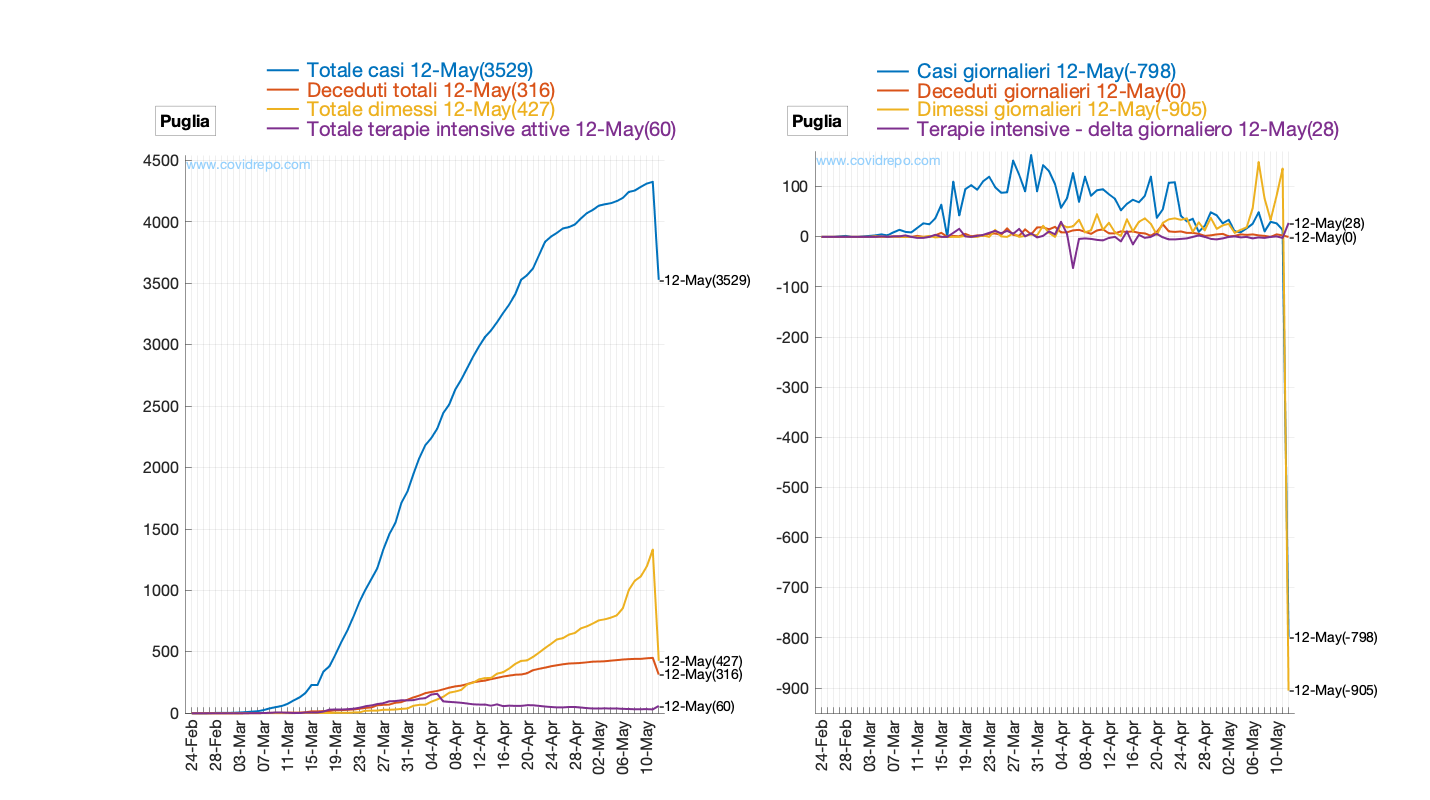 Totale casi 12-May(3529)
Deceduti totali 12-May(316)
Totale dimessi 12-May(427)
Totale terapie intensive attive 12-May(60)
Puglia
www.covidrepo.com
4500
4000
3500
3000
2500
2000
1500
1000
500
0
12-May(3529)
12-May(427)
12-May(316)
12-May(60)
24-Feb
28-Feb
03-Mar
07-Mar
11-Mar
15-Mar
19-Mar
23-Mar
27-Mar
31-Mar
04-Apr
08-Apr
12-Apr
16-Apr
20-Apr
24-Apr
28-Apr
02-May
06-May
10-May
Casi giornalieri 12-May(-798)
Deceduti giornalieri 12-May(0)
Dimessi giornalieri 12-May(-905)
Terapie intensive - delta giornaliero 12-May(28)
Puglia
www.covidrepo.com
100
0
-100
-200
-300
-400
-500
-600
-700
-800
-900
12-May(28)
12-May(0)
12-May(-798)
12-May(-905)
24-Feb
28-Feb
03-Mar
07-Mar
11-Mar
15-Mar
19-Mar
23-Mar
27-Mar
31-Mar
04-Apr
08-Apr
12-Apr
16-Apr
20-Apr
24-Apr
28-Apr
02-May
06-May
10-May